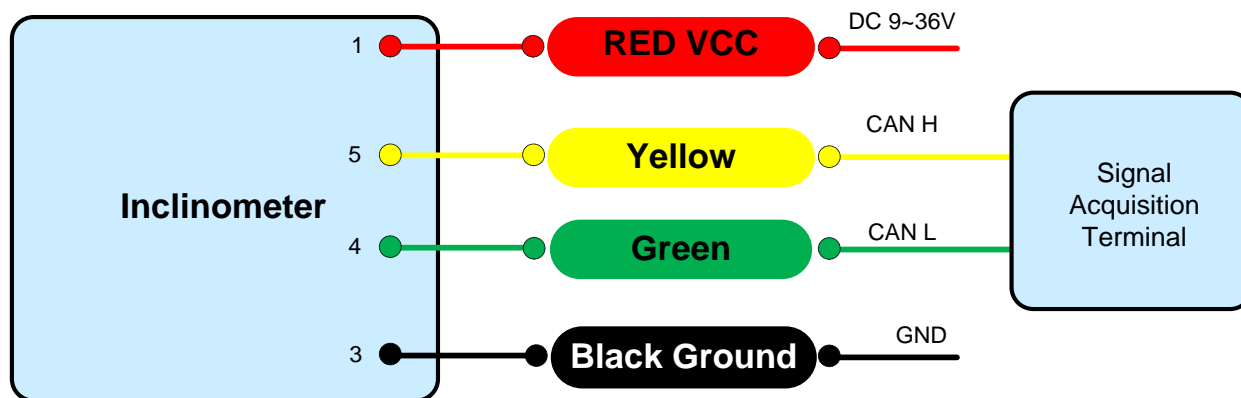 1
RED VCC
DC 9~36V
5
Yellow
CAN H
Inclinometer
Signal
Acquisition
Terminal
4
Green
CAN L
3
Black Ground
GND